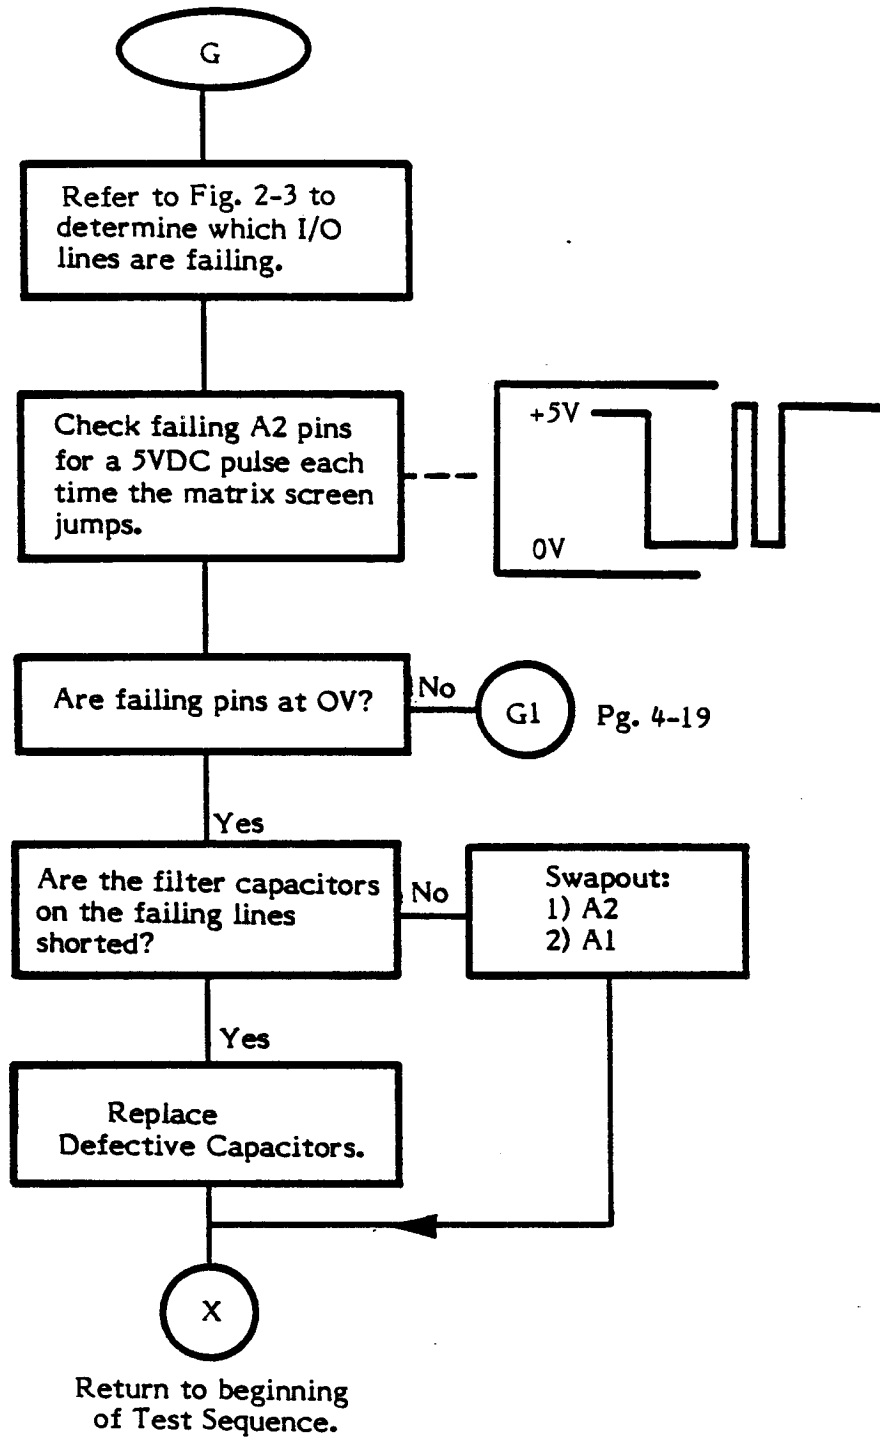 G
Refer to Fig. 2-3 to
determine which I/O
lines are failing.
Check failing A2 pins
for a 5VDC pulse each
time the matrix screen
jumps.
+5V
0V
Are failing pins at 0V?
No
G1
Pg. 4-19
Yes
Are the filter capacitors
on the failing lines
shorted?
No
Swapout:
1) A2
2) A1
Yes
Replace
Defective Capacitors.
X
Return to beginning
of Test Sequence.